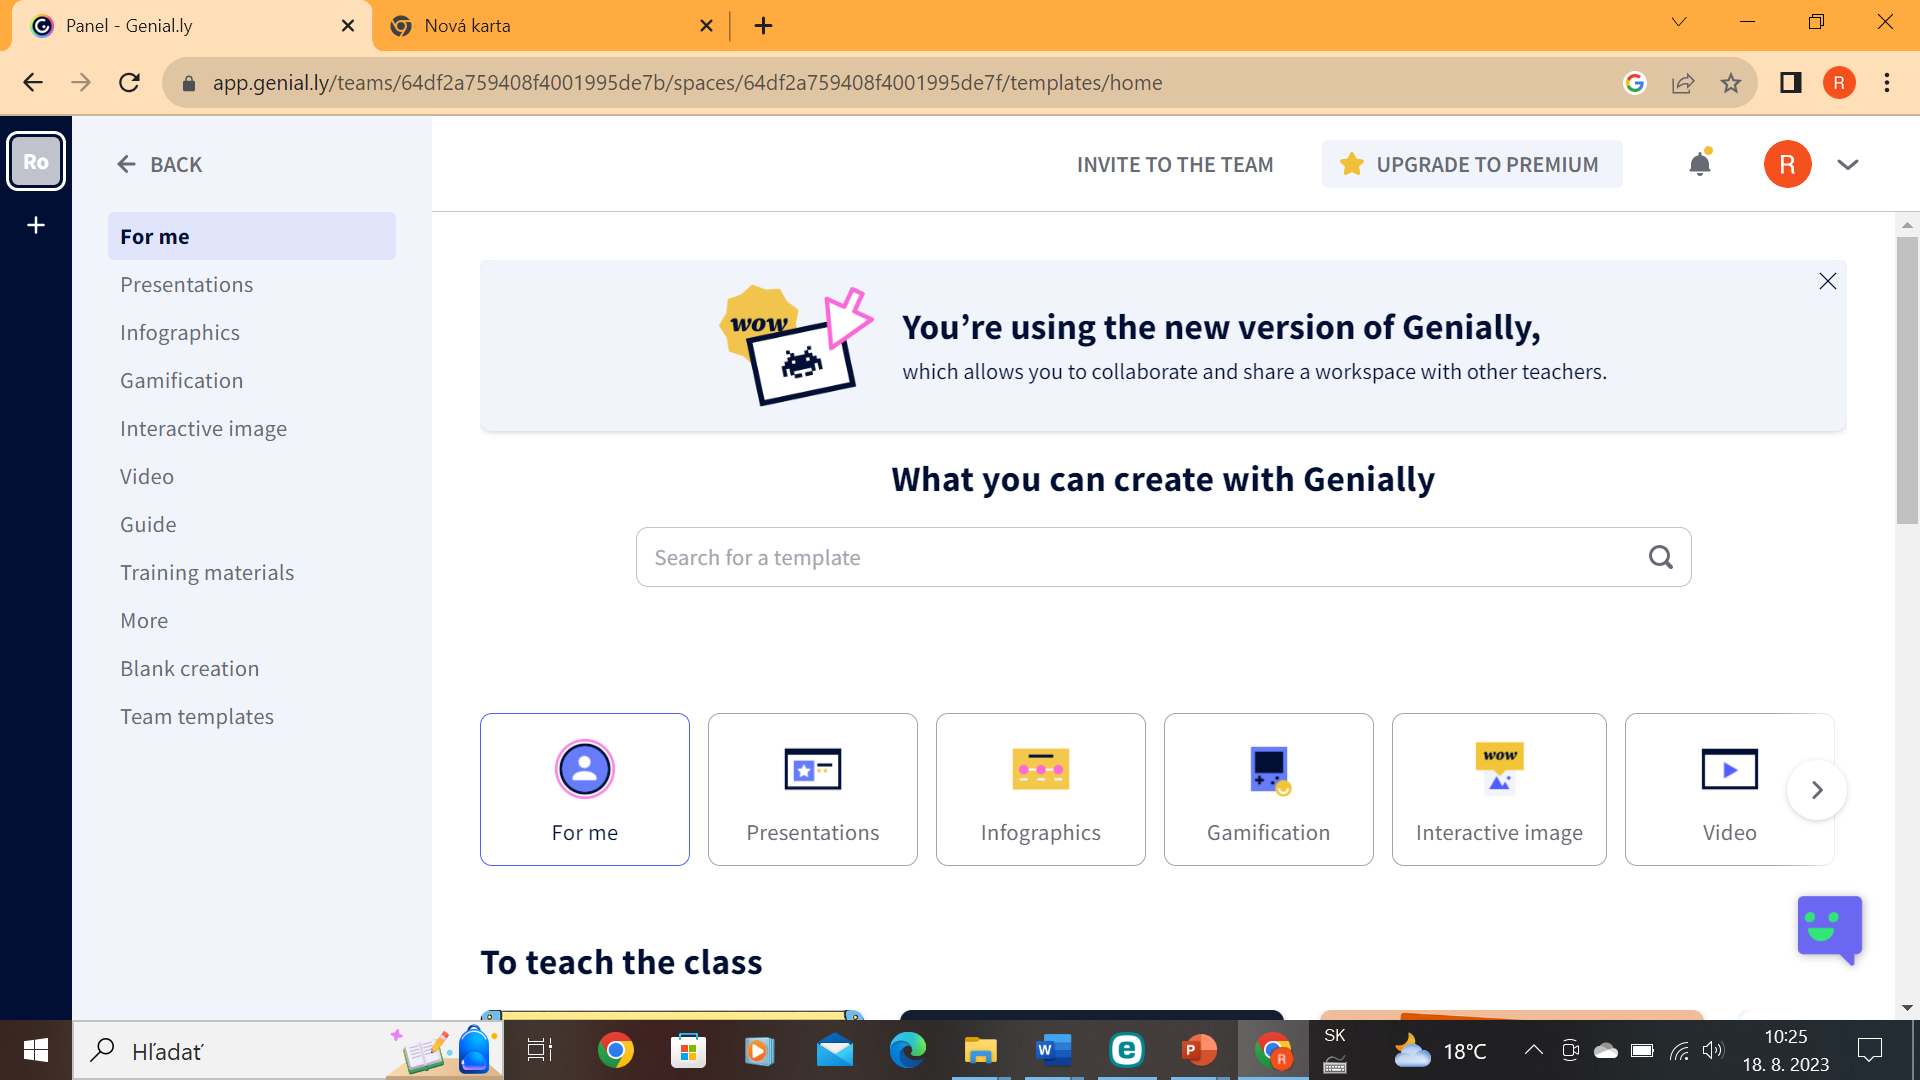 Panel - Genial.ly
Nová karta
app.genial.ly/teams/64df2a759408f4001995de7b/spaces/64df2a759408f4001995de7f/templates/home
R
Ro
BACK
INVITE TO THE TEAM
UPGRADE TO PREMIUM
R
For me
Presentations
Infographics
Gamification
Interactive image
Video
Guide
Training materials
More
Blank creation
Team templates
wow
You’re using the new version of Genially,
which allows you to collaborate and share a workspace with other teachers.
What you can create with Genially
Search for a template
wow
For me
Presentations
Infographics
Gamification
Interactive image
Video
To teach the class
Hľadať
W
e
P
R
SK
18°C
10:25
18. 8. 2023